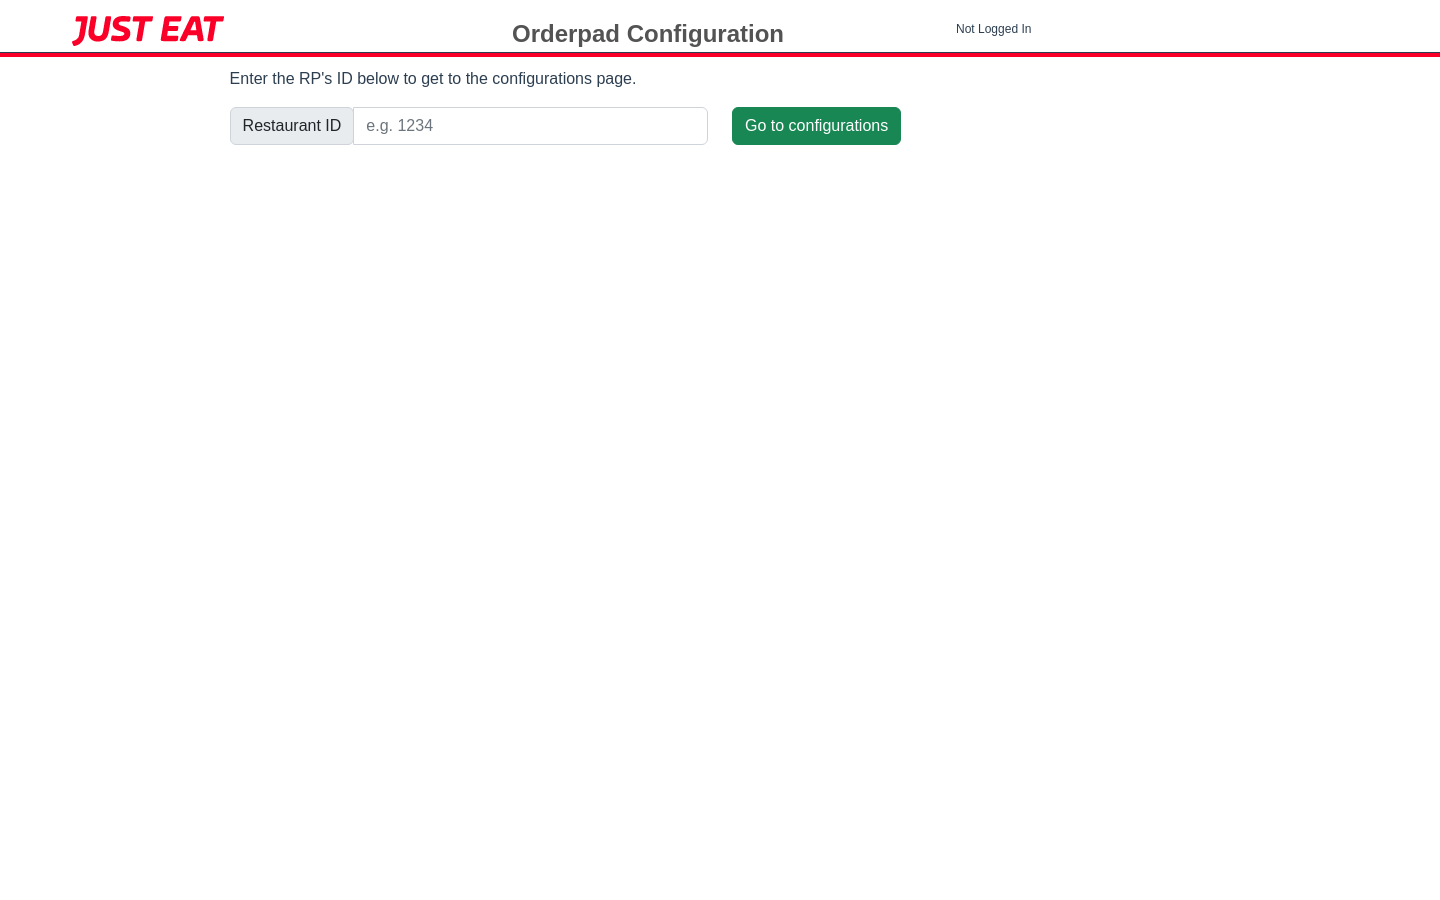 JUST EAT
Orderpad Configuration
Not Logged In
Enter the RP's ID below to get to the configurations page.
Restaurant ID
e.g. 1234
Go to configurations